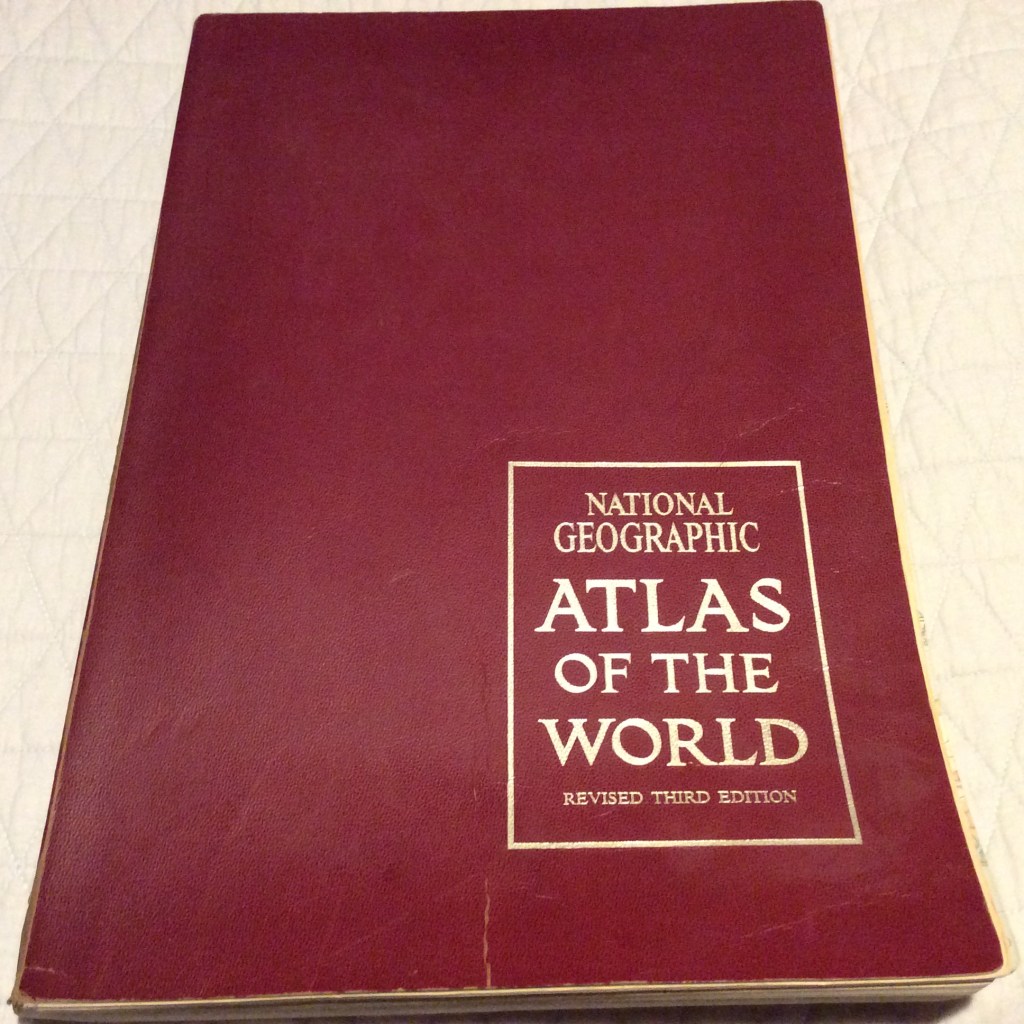 NATIONAL
GEOGRAPHIC
ATLAS
OF THE
WORLD
REVISED THIRD EDITION